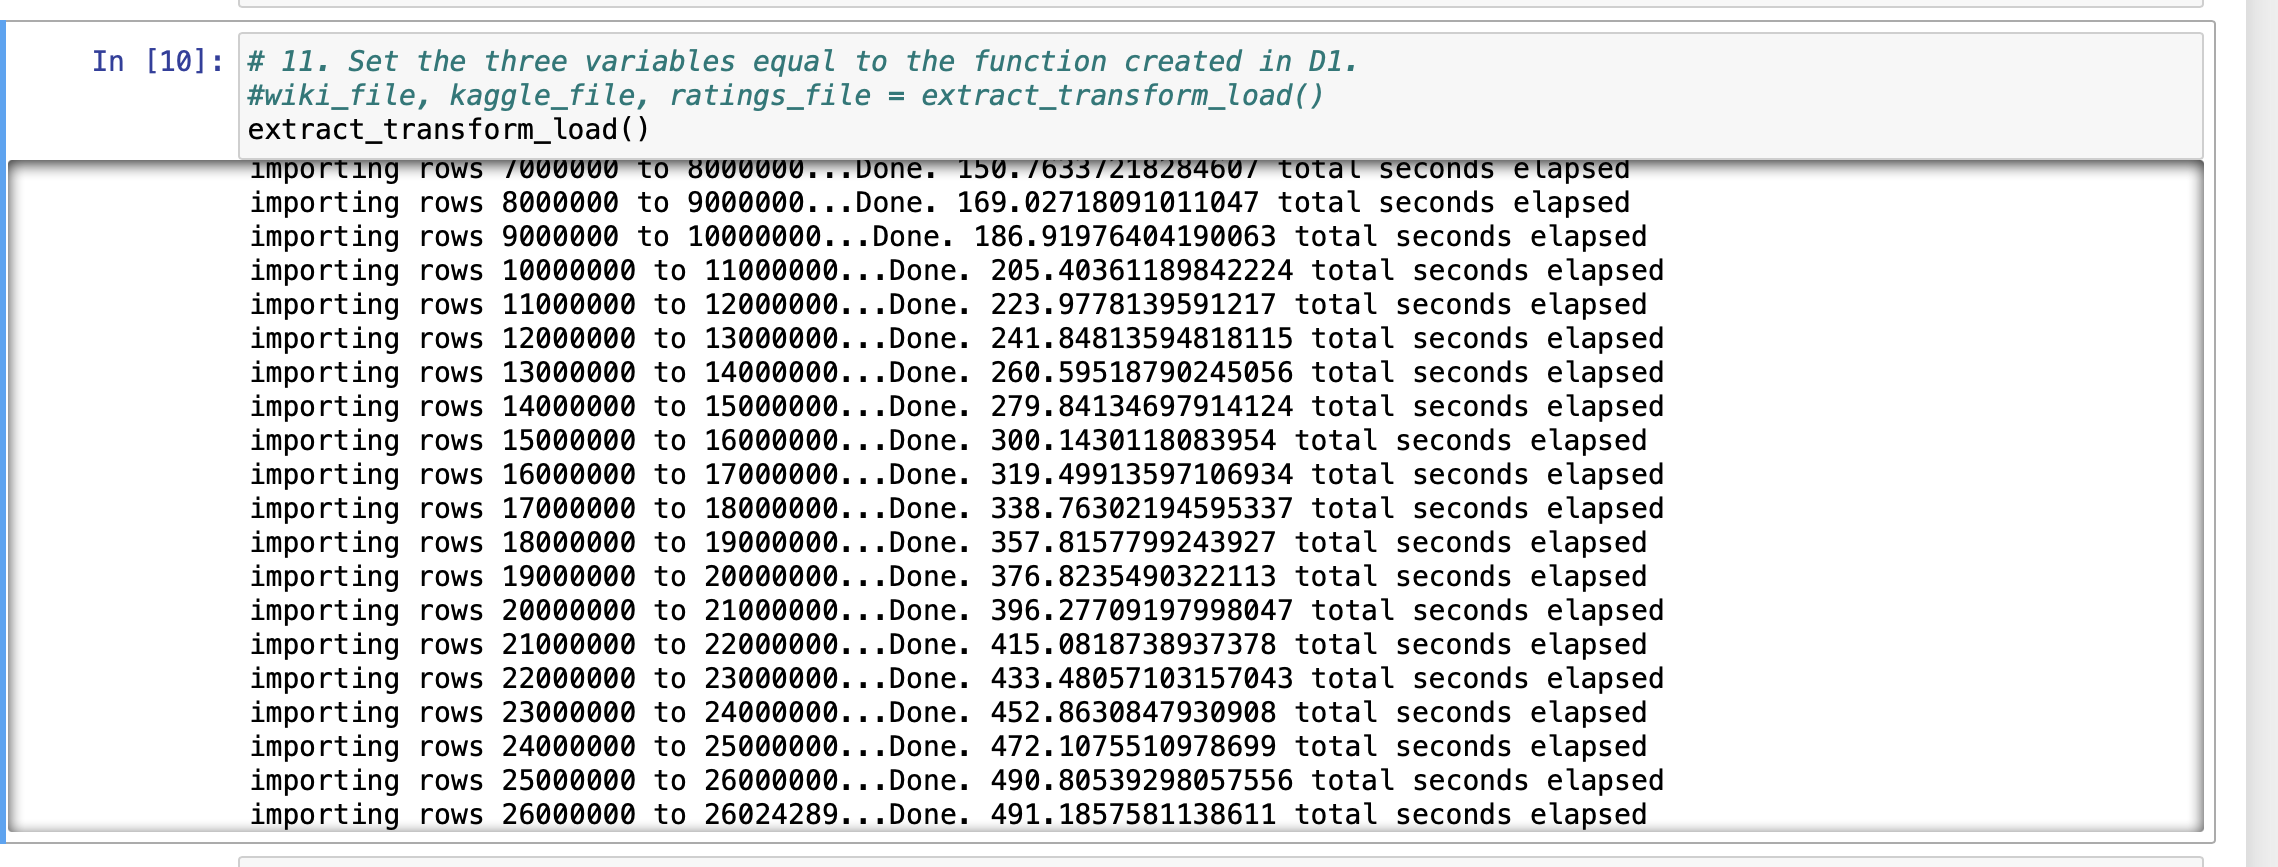 In [10]: # 11. Set the three variables equal to the function created in D1.
#wiki_file, kaggle_file, ratings_file = extract_transform_load()
extract_transform_load()
importing rows 7000000 to 8000000...Done. 150.76337218284607 total seconds elapsed
importing rows 8000000 to 9000000...Done. 169.02718091011047 total seconds elapsed
importing rows 9000000 to 10000000...Done. 186.91976404190063 total seconds elapsed
importing rows 10000000 to 11000000...Done. 205.40361189842224 total seconds elapsed
importing rows 11000000 to 12000000...Done. 223.9778139591217 total seconds elapsed
importing rows 12000000 to 13000000...Done. 241.84813594818115 total seconds elapsed
importing rows 13000000 to 14000000...Done. 260.59518790245056 total seconds elapsed
importing rows 14000000 to 15000000...Done. 279.84134697914124 total seconds elapsed
importing rows 15000000 to 16000000...Done. 300.1430118083954 total seconds elapsed
importing rows 16000000 to 17000000...Done. 319.49913597106934 total seconds elapsed
importing rows 17000000 to 18000000...Done. 338.76302194595337 total seconds elapsed
importing rows 18000000 to 19000000...Done. 357.8157799243927 total seconds elapsed
importing rows 19000000 to 20000000...Done. 376.8235490322113 total seconds elapsed
importing rows 20000000 to 21000000...Done. 396.27709197998047 total seconds elapsed
importing rows 21000000 to 22000000...Done. 415.0818738937378 total seconds elapsed
importing rows 22000000 to 23000000...Done. 433.48057103157043 total seconds elapsed
importing rows 23000000 to 24000000...Done. 452.8630847930908 total seconds elapsed
importing rows 24000000 to 25000000...Done. 472.1075510978699 total seconds elapsed
importing rows 25000000 to 26000000...Done. 490.80539298057556 total seconds elapsed
importing rows 26000000 to 26024289...Done. 491.1857581138611 total seconds elapsed